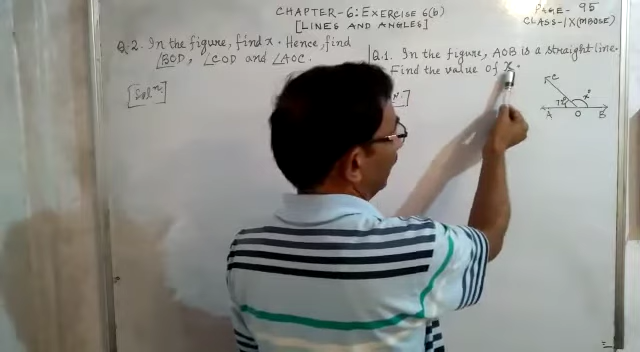 CHAPTER-6: EXERCISE 6(b)
[LINES AND ANGLES]
PAGE- 95
CLASS-IX(MBOSE)
Q.2. In the figure, find x. Hence, find
∠BOD, ∠COD and ∠AOC.
[Solⁿ.]
Q.1. In the figure, AOB is a straight line.
Find the value of x.
C
x°
A O B